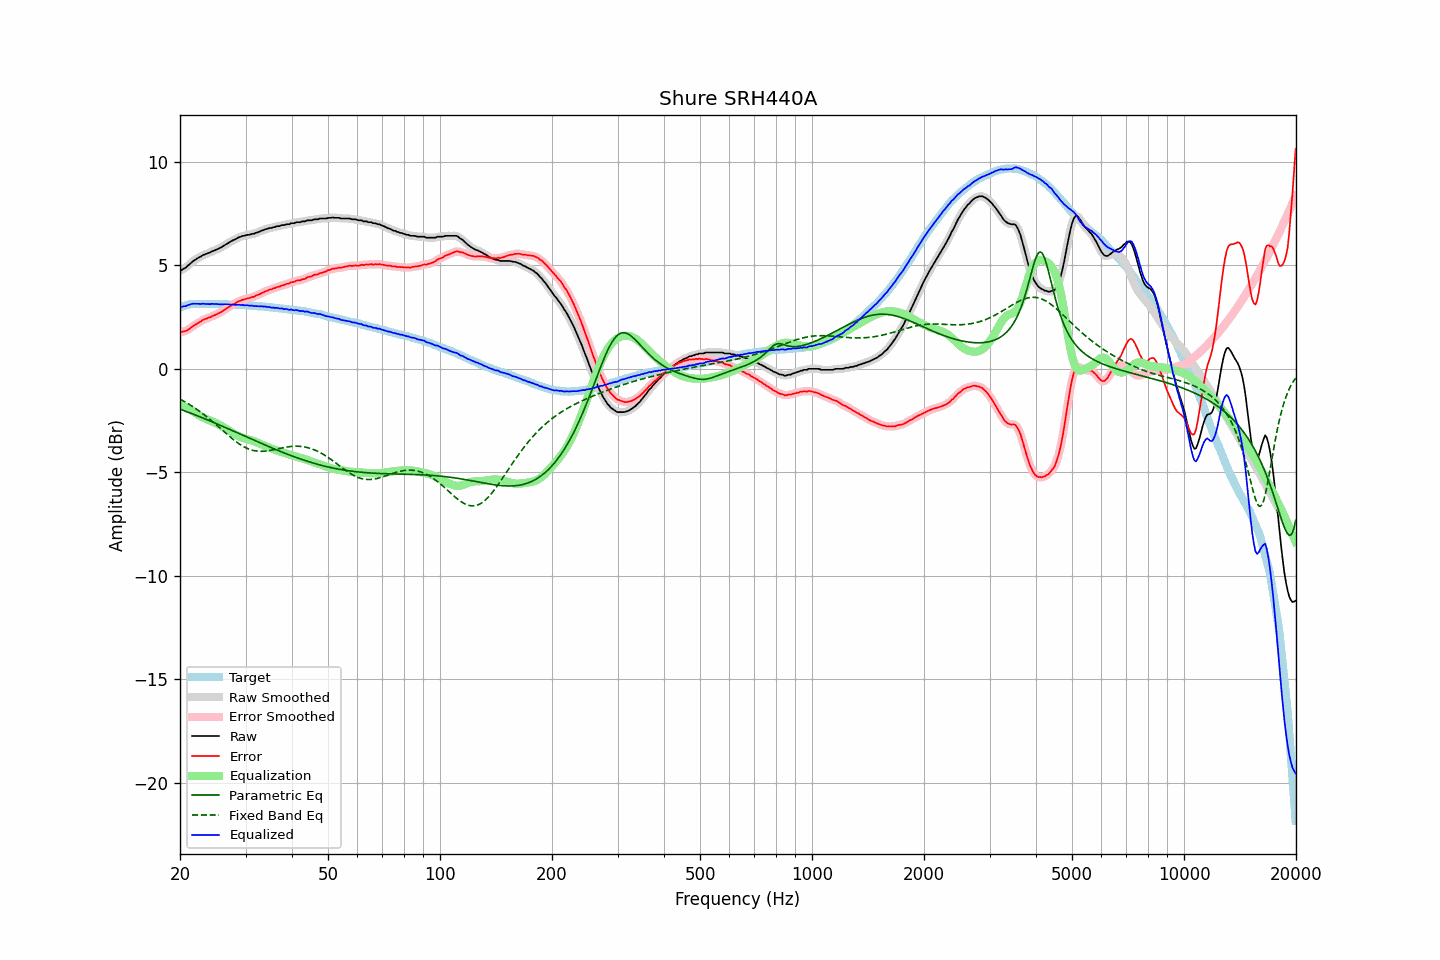 Shure SRH440A
10
5
0
−5
−10
−15
−20
Amplitude (dBr)
Target
Raw Smoothed
Error Smoothed
Raw
Error
Equalization
Parametric Eq
Fixed Band Eq
Equalized
20 50 100 200 500 1000 2000 5000 10000 20000
Frequency (Hz)